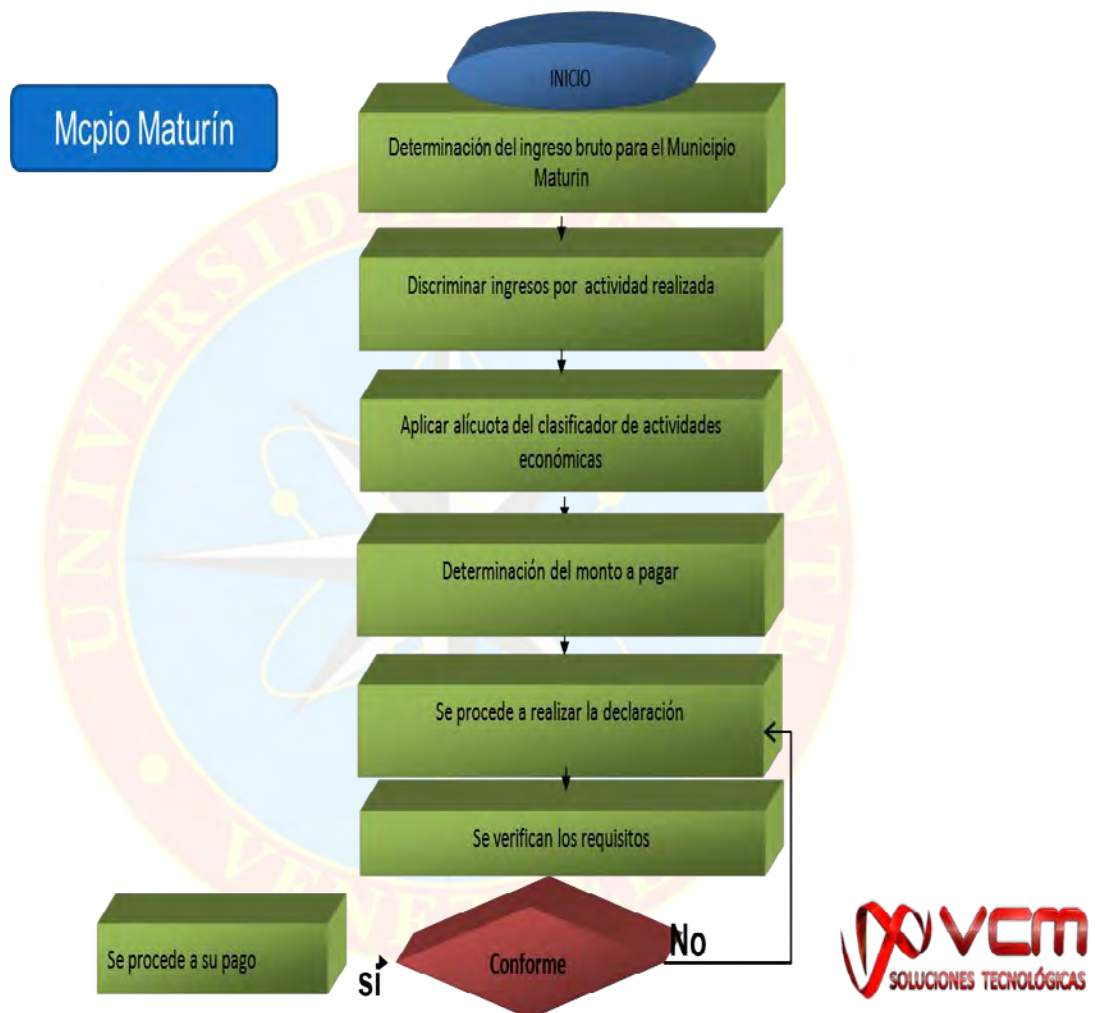 INICIO
Mcpio Maturín
Determinación del ingreso bruto para el Municipio
Maturin
Discriminar ingresos por actividad realizada
Aplicar alícuota del clasificador de actividades
económicas
Determinación del monto a pagar
Se procede a realizar la declaración
Se verifican los requisitos
Se procede a su pago
sí
Conforme
No
VCM
SOLUCIONES TECNOLÓGICAS